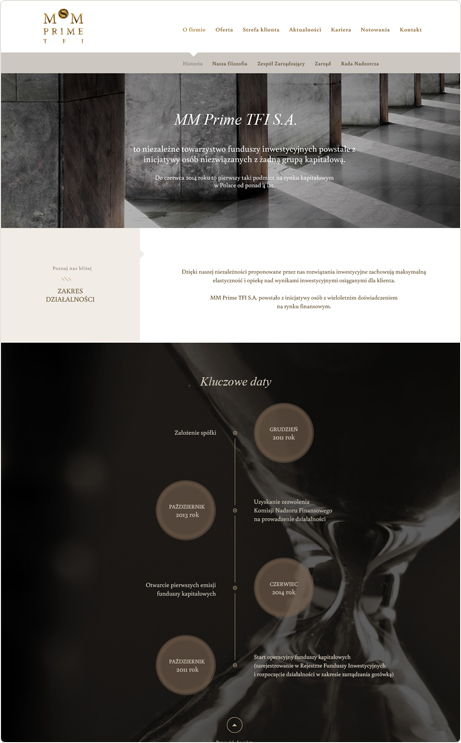 M M
PRIME
T F I
O firmie Oferta Strefa klienta Aktualności Kariera Notowania Kontakt
Historia Nasza filozofia Zespół Zarządzający Zarząd Rada Nadzorcza
MM Prime TFI S.A.
to niezależne towarzystwo funduszy inwestycyjnych powstałe z
inicjatywy osób niezwiązanych z żadną grupą kapitałową.
Do czerwca 2014 roku to pierwszy taki podmiot na rynku kapitałowym
w Polsce od ponad 3 lat.
Poznaj nas bliżej
ZAKRES
DZIAŁALNOŚCI
Dzięki naszej niezależności proponowane przez nas rozwiązania inwestycyjne zachowują maksymalną
elastyczność i opiekę nad wynikami inwestycyjnymi osiąganymi dla klienta.
MM Prime TFI S.A. powstało z inicjatywy osób z wieloletnim doświadczeniem
na rynku finansowym.
Kluczowe daty
Założenie spółki
GRUDZIEŃ
2011 rok
PAŹDZIERNIK
2013 rok
Uzyskanie zezwolenia
Komisji Nadzoru Finansowego
na prowadzenie działalności
Otwarcie pierwszych emisji
funduszy kapitałowych
CZERWIEC
2014 rok
PAŹDZIERNIK
2011 rok
Start operacyjny funduszy kapitałowych
(zarejestrowanie w Rejestrze Funduszy Inwestycyjnych
i rozpoczęcie działalności w zakresie zarządzania gotówką)